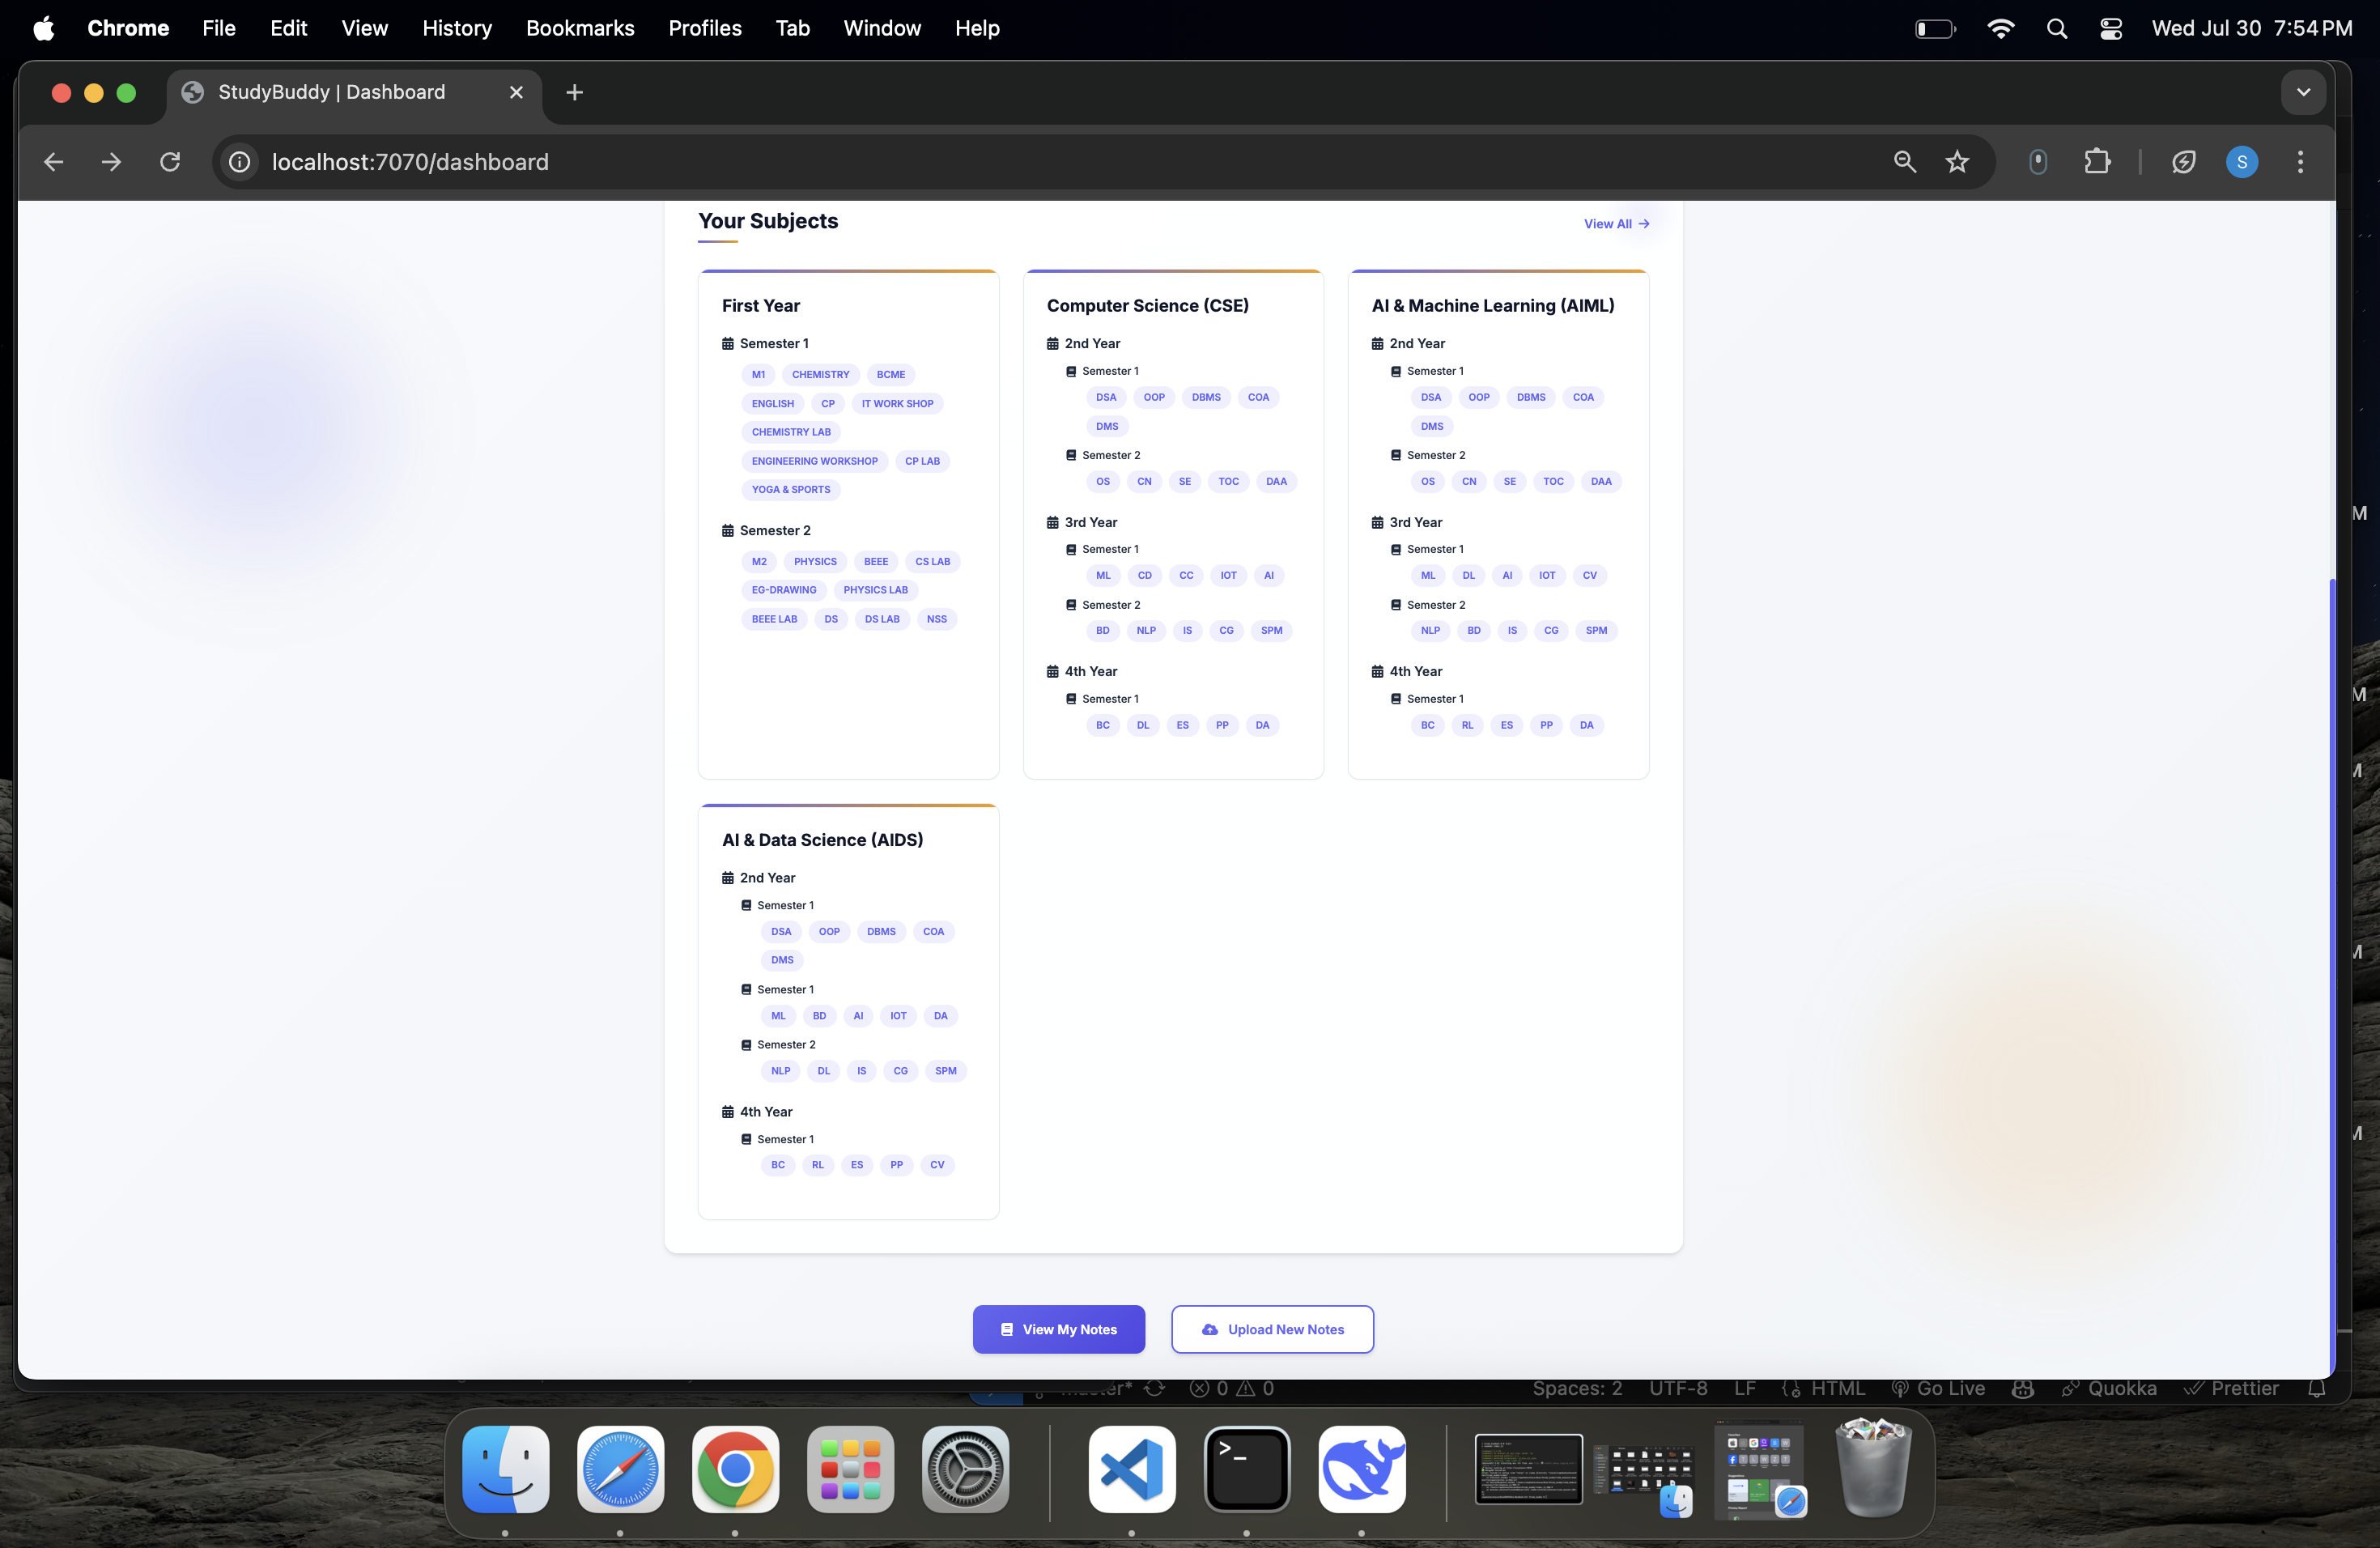 Chrome File Edit View History Bookmarks Profiles Tab Window Help Wed Jul 30 7:54 PM
StudyBuddy | Dashboard
localhost:7070/dashboard
S
Your Subjects
View All →
First Year
Semester 1
M1 CHEMISTRY BCME
ENGLISH CP IT WORK SHOP
CHEMISTRY LAB
ENGINEERING WORKSHOP CP LAB
YOGA & SPORTS
Semester 2
M2 PHYSICS BEEE CS LAB
EG-DRAWING PHYSICS LAB
BEEE LAB DS DS LAB NSS
Computer Science (CSE)
2nd Year
Semester 1
DSA OOP DBMS COA
DMS
Semester 2
OS CN SE TOC DAA
3rd Year
Semester 1
ML CD CC IOT AI
Semester 2
BD NLP IS CG SPM
4th Year
Semester 1
BC DL ES PP DA
AI & Machine Learning (AIML)
2nd Year
Semester 1
DSA OOP DBMS COA
DMS
Semester 2
OS CN SE TOC DAA
3rd Year
Semester 1
ML DL AI IOT CV
Semester 2
NLP BD IS CG SPM
4th Year
Semester 1
BC RL ES PP DA
AI & Data Science (AIDS)
2nd Year
Semester 1
DSA OOP DBMS COA
DMS
Semester 1
ML BD AI IOT DA
Semester 2
NLP DL IS CG SPM
4th Year
Semester 1
BC RL ES PP CV
View My Notes Upload New Notes
master* 0 0 Spaces: 2 UTF-8 LF HTML Go Live Quokka Prettier